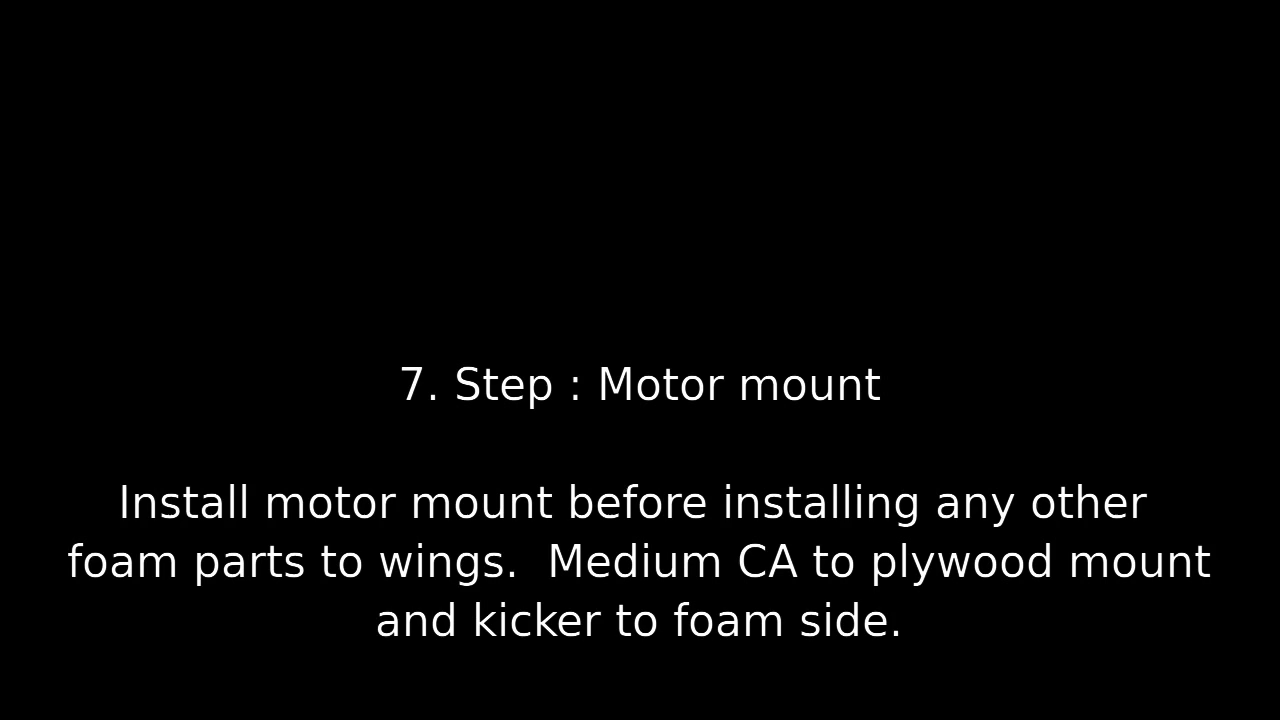 7. Step : Motor mount
Install motor mount before installing any other
foam parts to wings.  Medium CA to plywood mount
and kicker to foam side.